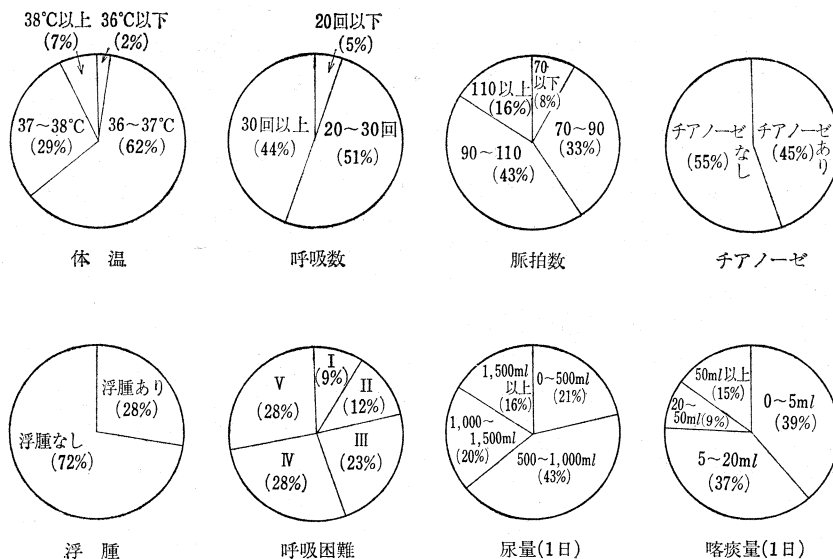 38℃以上
(7%)
36℃以下
(2%)
37～38℃
(29%)
36～37℃
(62%)
体 温
20回以下
(5%)
30回以上
(44%)
20～30回
(51%)
呼吸数
110以上
(16%)
70
以下
(8%)
70～90
(33%)
90～110
(43%)
脈拍数
チアノーゼなし
(55%)
チアノーゼあり
(45%)
チアノーゼ
浮腫あり
(28%)
浮腫なし
(72%)
浮 腫
I
(9%)
II
(12%)
III
(23%)
IV
(28%)
V
(28%)
呼吸困難
1,500ml
以上
(16%)
0～500ml
(21%)
1,000～
1,500ml
(20%)
500～1,000ml
(43%)
尿量(1日)
50ml以上
(15%)
0～5ml
(39%)
20～
50ml(9%)
5～20ml
(37%)
喀痰量(1日)